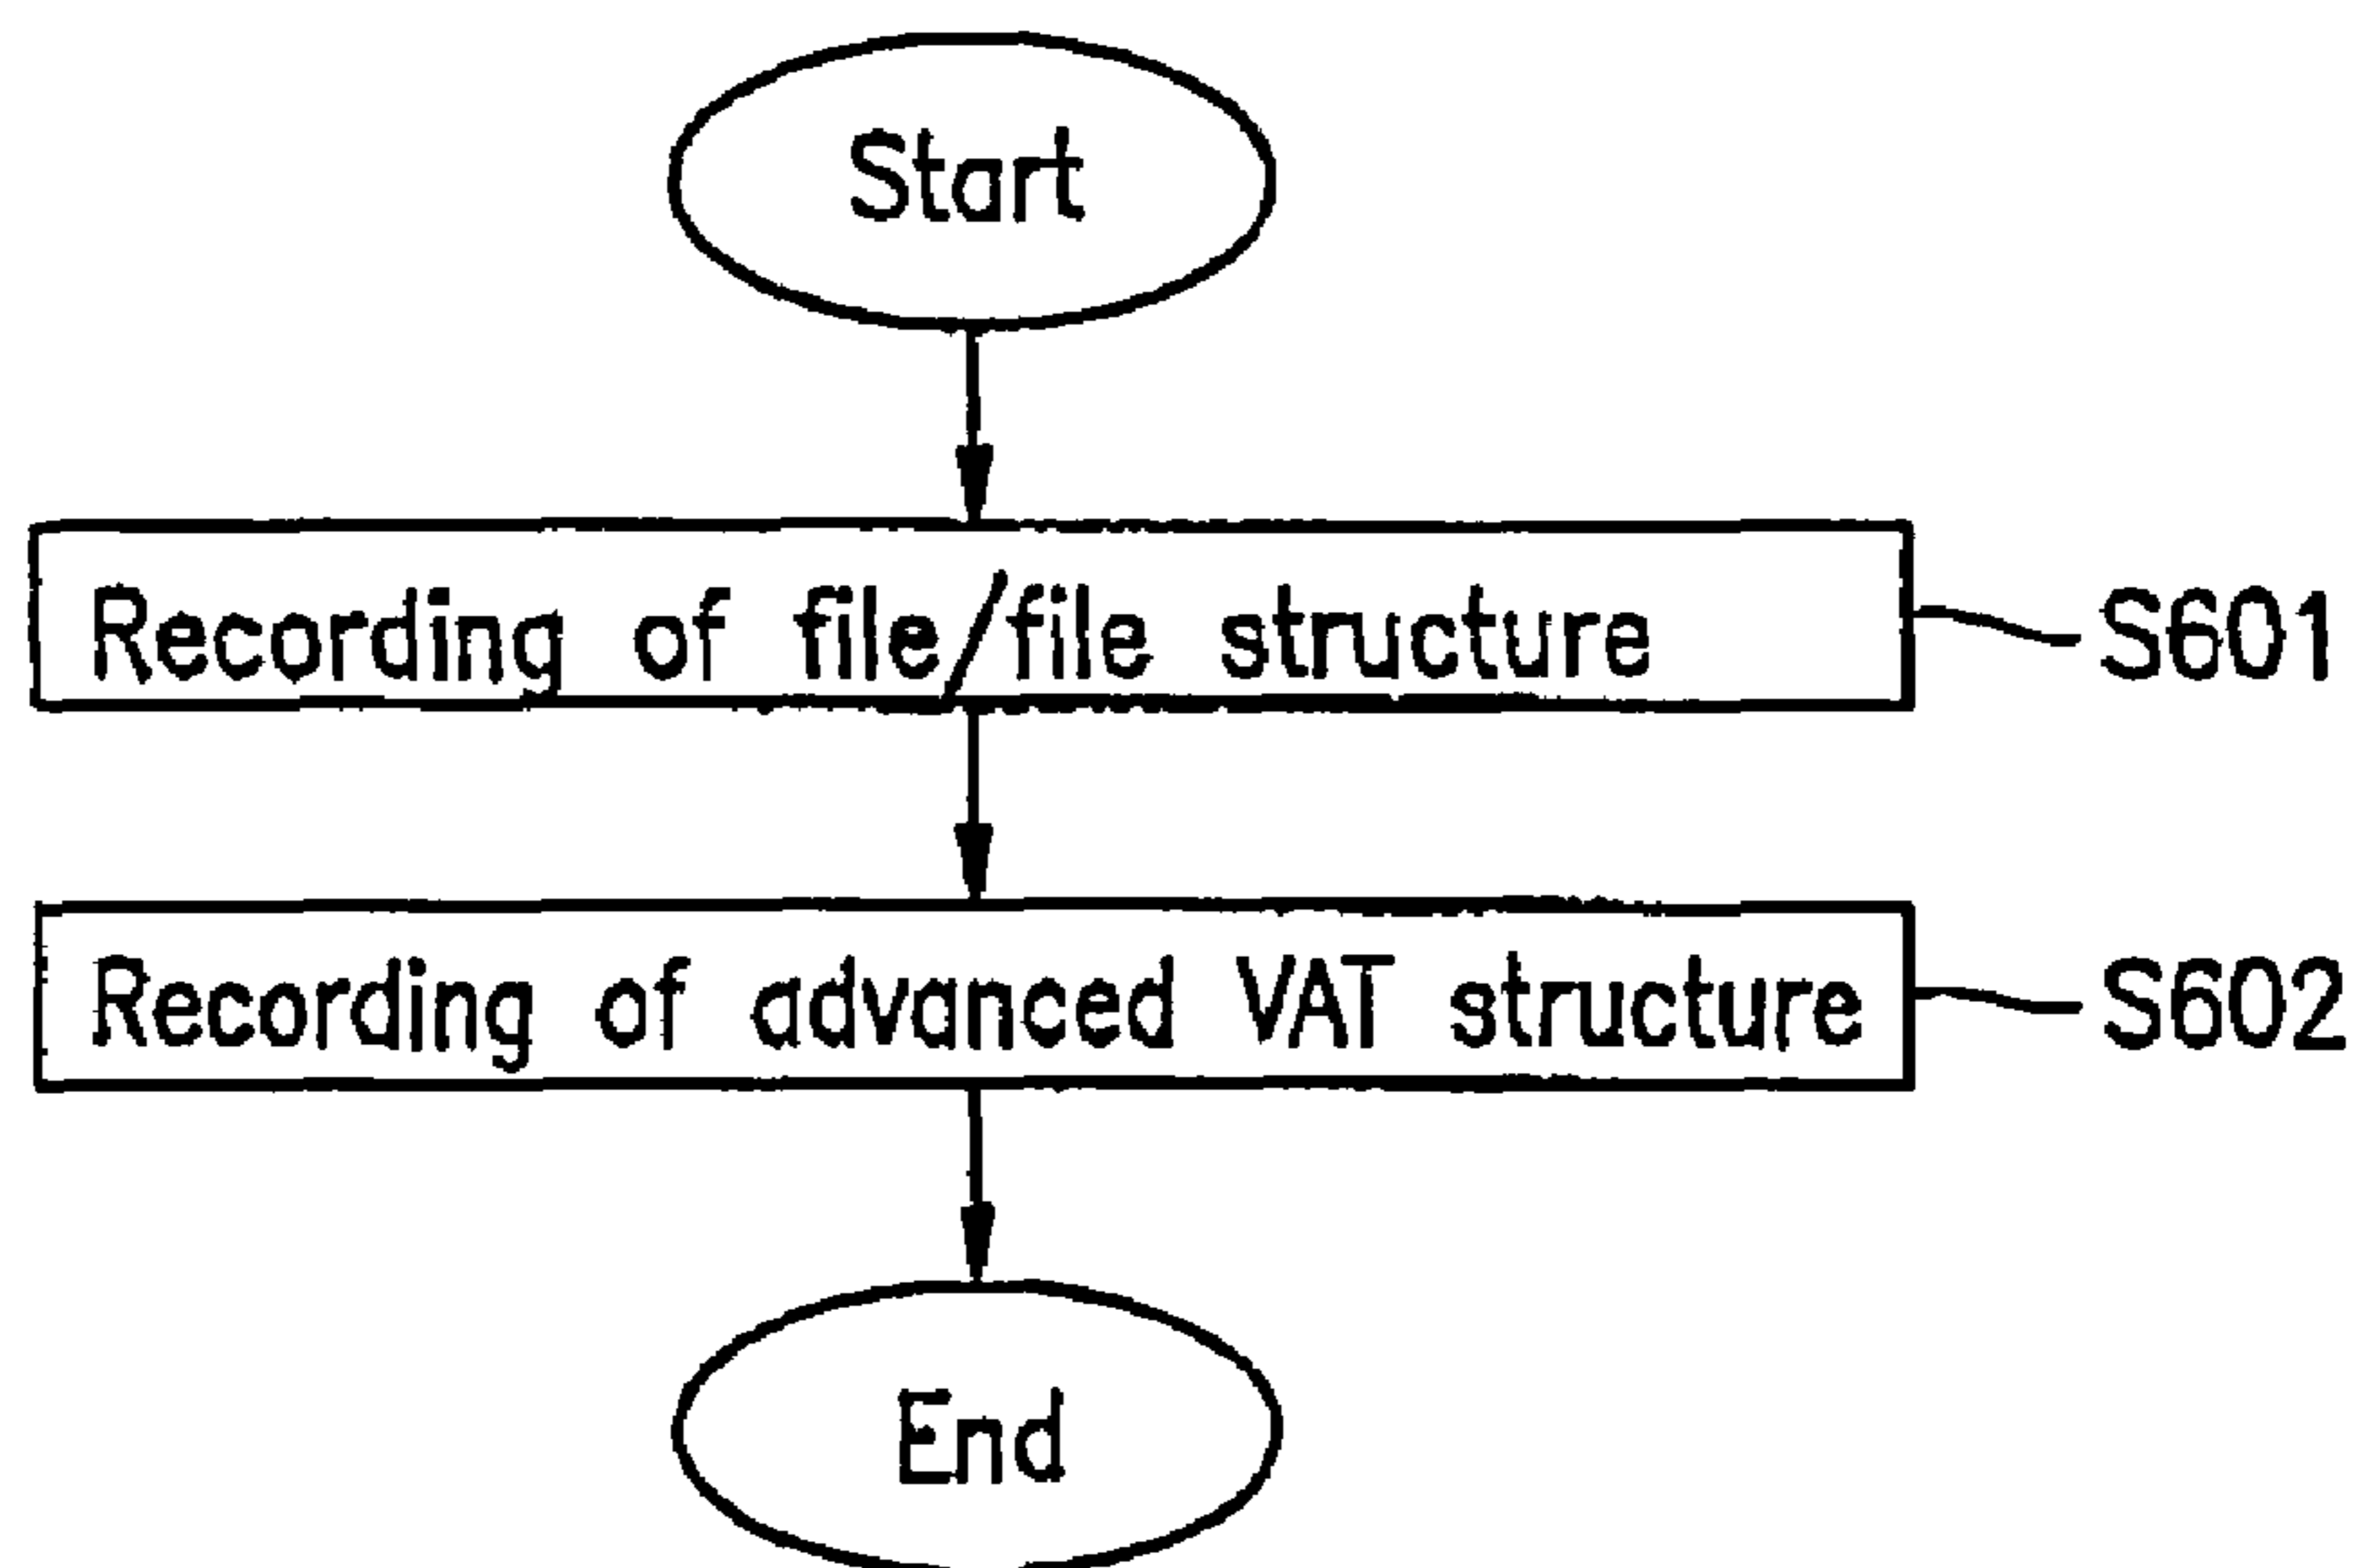 Start
Recording of file/file structure
S601
Recording of advanced VAT structure
S602
End